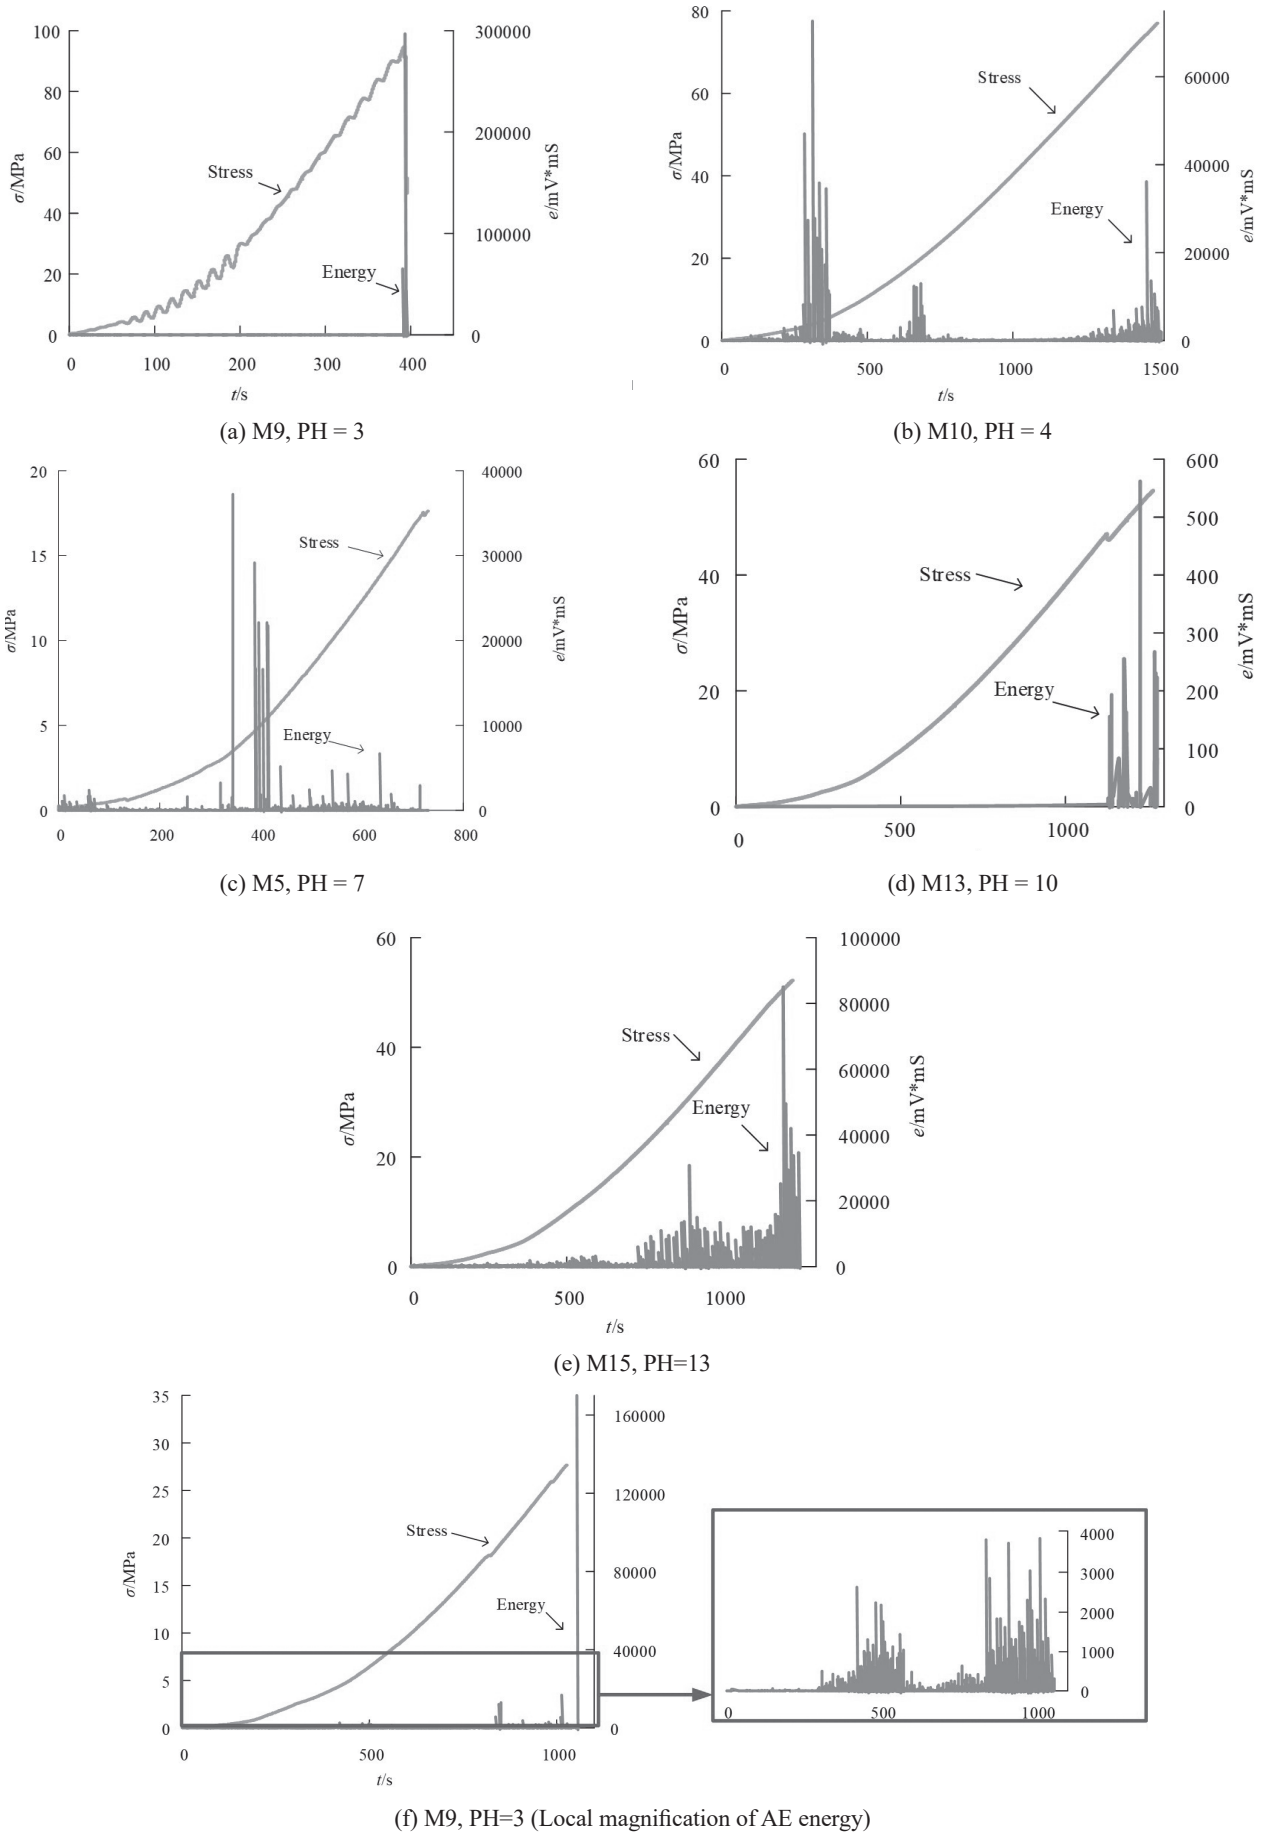 100
80
60
40
20
0
σ/MPa
Stress
Energy
300000
200000
100000
0
e/mV*mS
0 100 200 300 400
t/s
(a) M9, PH = 3
80
60
40
20
0
σ/MPa
Stress
Energy
60000
40000
20000
0
e/mV*mS
0 500 1000 1500
t/s
(b) M10, PH = 4
20
15
10
5
0
σ/MPa
Stress
Energy
40000
30000
20000
10000
0
e/mV*mS
0 200 400 600 800
(c) M5, PH = 7
60
40
20
0
σ/MPa
Stress
Energy
600
500
400
300
200
100
0
e/mV*mS
0 500 1000
(d) M13, PH = 10
60
40
20
0
σ/MPa
Stress
Energy
100000
80000
60000
40000
20000
0
e/mV*mS
0 500 1000
t/s
(e) M15, PH=13
35
30
25
20
15
10
5
0
σ/MPa
Stress
Energy
160000
120000
80000
40000
0
0 500 1000
t/s
4000
3000
2000
1000
0
0 500 1000
(f) M9, PH=3 (Local magnification of AE energy)